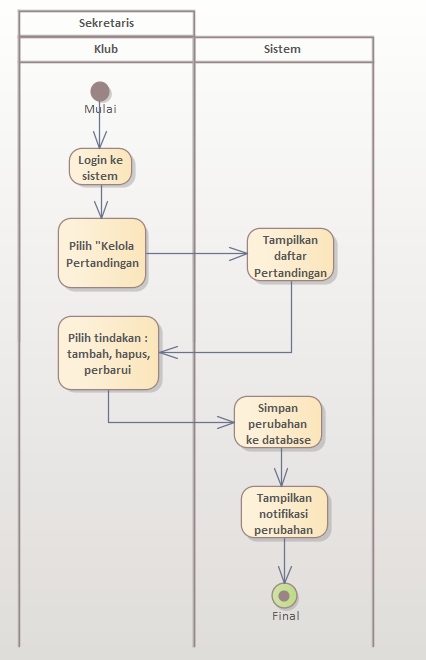 Sekretaris
Klub
Sistem
Mulai
Login ke
sistem
Pilih "Kelola
Pertandingan
Tampilkan
daftar
Pertandingan
Pilih tindakan :
tambah, hapus,
perbarui
Simpan
perubahan
ke database
Tampilkan
notifikasi
perubahan
Final